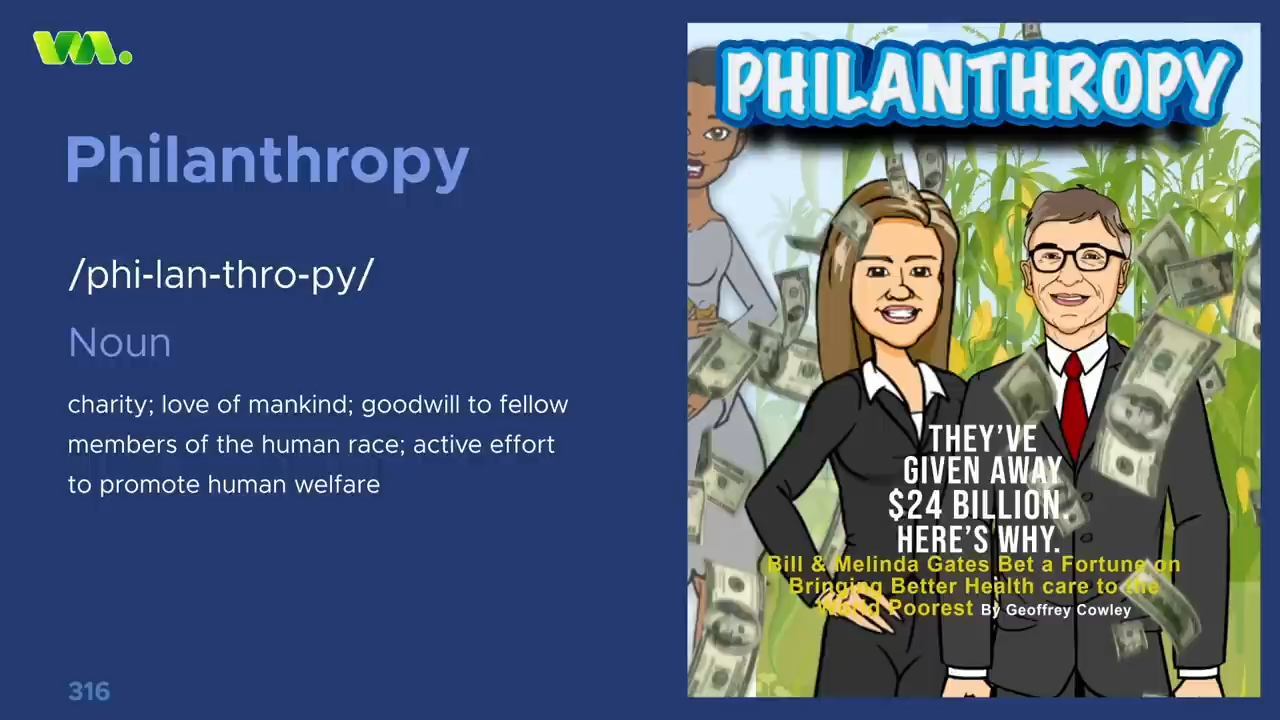 VA.
Philanthropy
/phi-lan-thro-py/
Noun
charity; love of mankind; goodwill to fellow
members of the human race; active effort
to promote human welfare
316
PHILANTHROPY
THEY'VE
GIVEN AWAY
$24 BILLION.
HERE'S WHY.
Bill & Melinda Gates Bet a Fortune on
Bringing Better Health care to the
World Poorest By Geoffrey Cowley